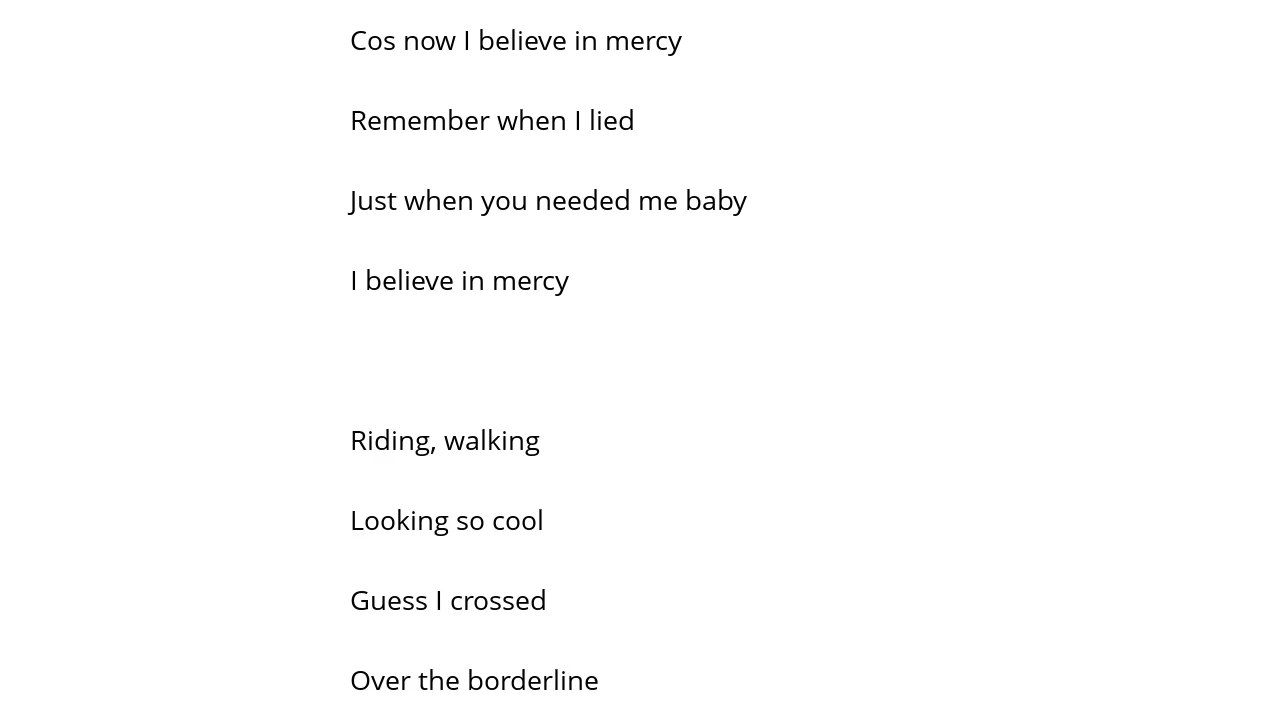 Cos now I believe in mercy
Remember when I lied
Just when you needed me baby
I believe in mercy
Riding, walking
Looking so cool
Guess I crossed
Over the borderline